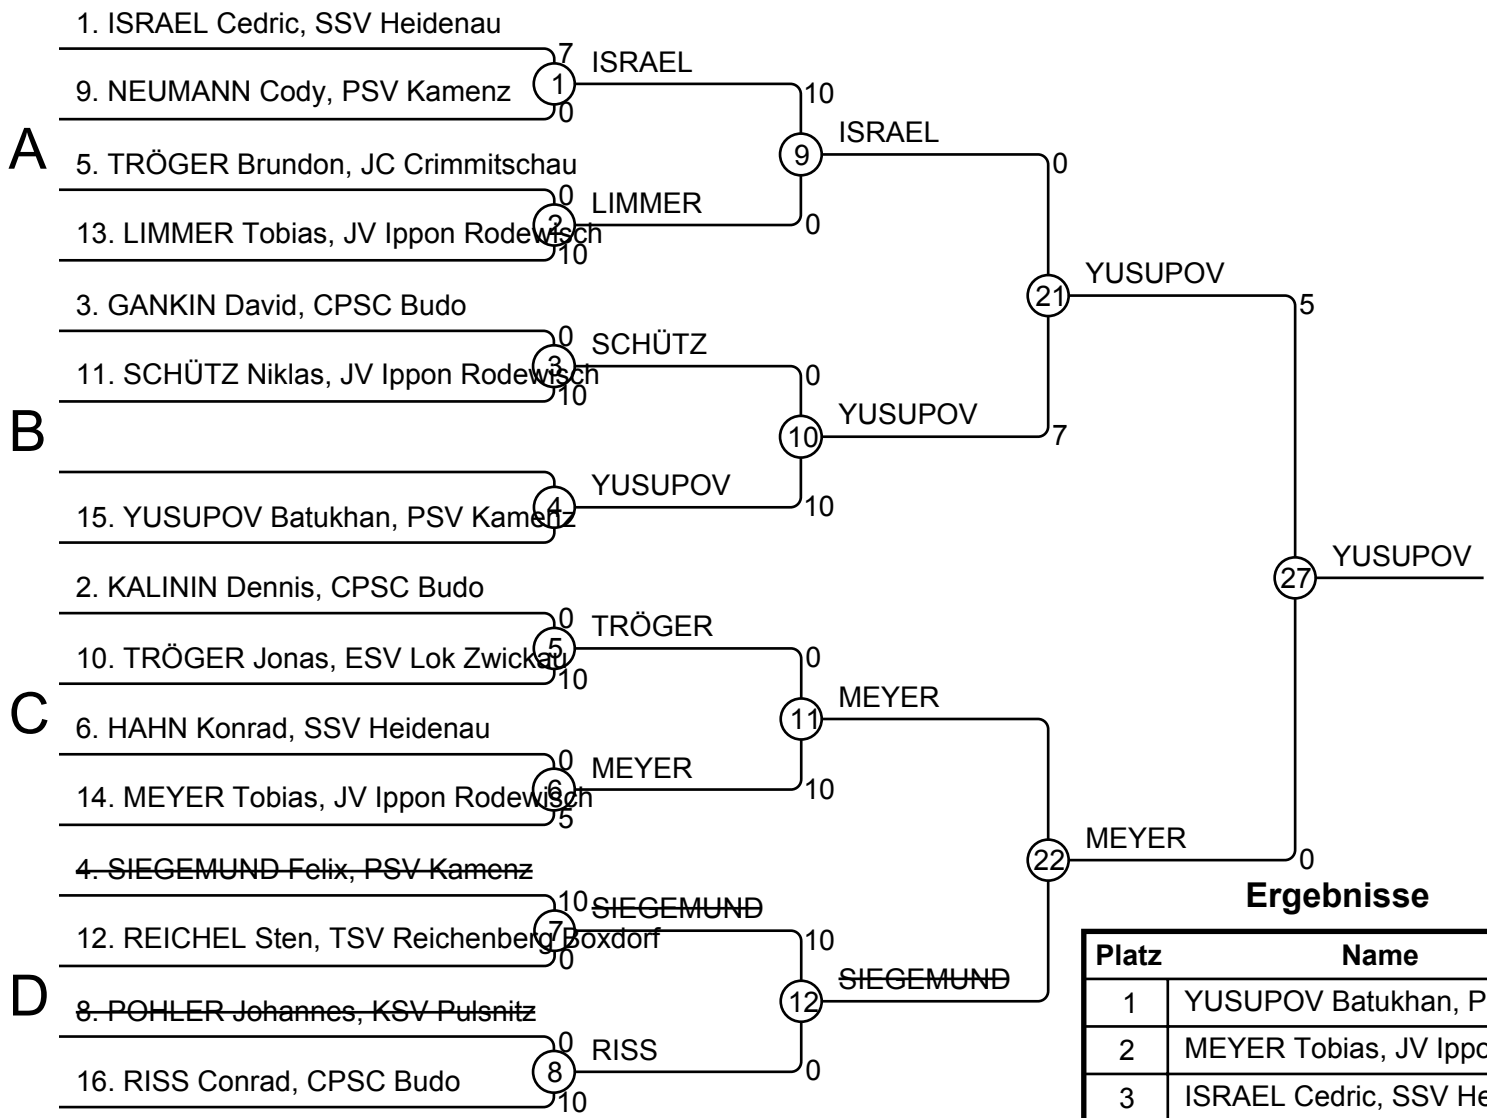 1. ISRAEL Cedric, SSV Heidenau
7
ISRAEL
1
10
9. NEUMANN Cody, PSV Kamenz
0
A
ISRAEL
9
0
5. TRÖGER Brundon, JC Crimmitschau
0
LIMMER
2
0
13. LIMMER Tobias, JV Ippon Rodewisch
10
YUSUPOV
21
5
3. GANKIN David, CPSC Budo
0
SCHÜTZ
3
0
11. SCHÜTZ Niklas, JV Ippon Rodewisch
10
B
YUSUPOV
10
7
YUSUPOV
4
10
15. YUSUPOV Batukhan, PSV Kamenz
YUSUPOV
27
2. KALININ Dennis, CPSC Budo
0
TRÖGER
5
0
10. TRÖGER Jonas, ESV Lok Zwickau
10
C
MEYER
11
6. HAHN Konrad, SSV Heidenau
0
MEYER
6
10
14. MEYER Tobias, JV Ippon Rodewisch
5
MEYER
22
0
4. SIEGEMUND Felix, PSV Kamenz
10
SIEGEMUND
7
10
12. REICHEL Sten, TSV Reichenberg Boxdorf
0
D
SIEGEMUND
12
8. POHLER Johannes, KSV Pulsnitz
0
RISS
8
0
16. RISS Conrad, CPSC Budo
10
Ergebnisse
Platz Name
1 YUSUPOV Batukhan, P
2 MEYER Tobias, JV Ippo
3 ISRAEL Cedric, SSV He